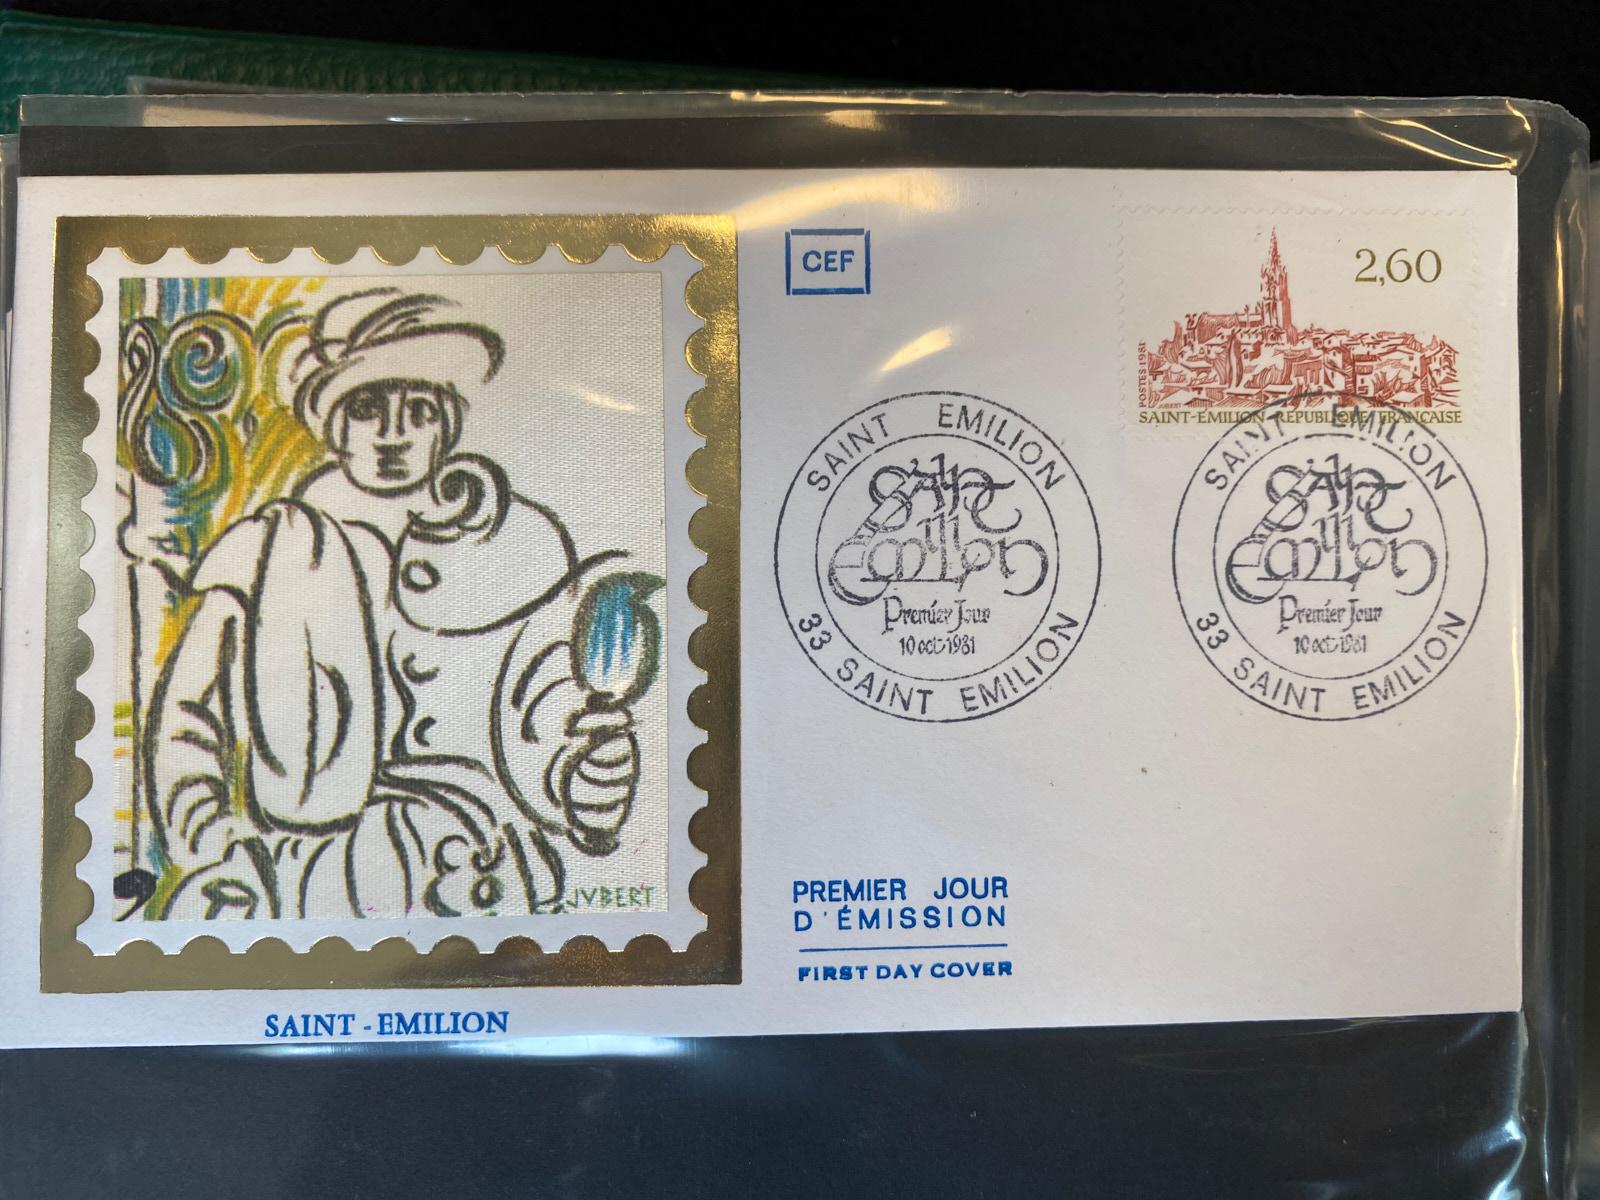 CEF
2,60
POSTES 1981
JUBERT
SAINT-EMILION REPUBLIQUE FRANÇAISE
SAINT EMILION
Saint
Emilion
Premier Jour
10 oct 1981
33 SAINT EMILION
SAINT EMILION
Saint
Emilion
Premier Jour
10 oct 1981
33 SAINT EMILION
JVBERT
PREMIER JOUR
D'ÉMISSION
FIRST DAY COVER
SAINT - EMILION